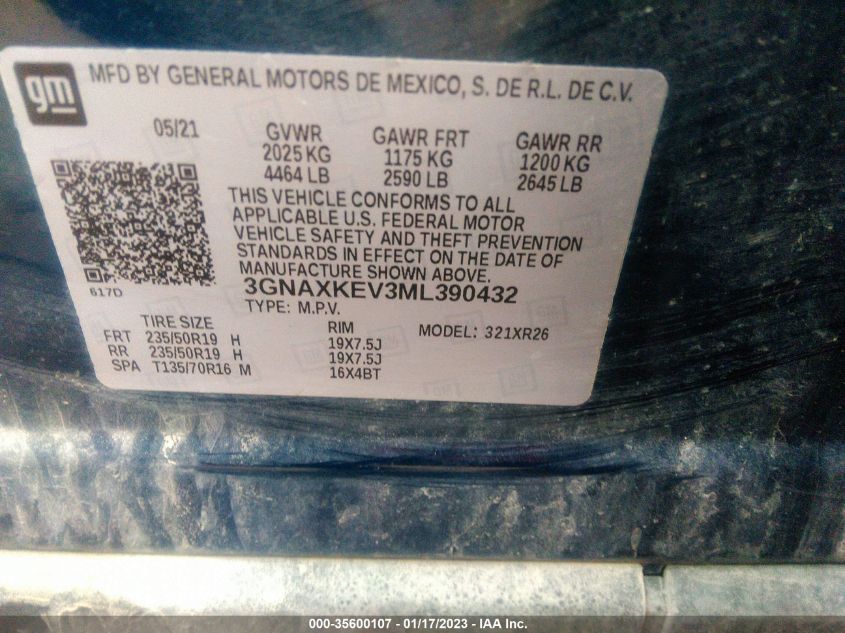 gm
MFD BY GENERAL MOTORS DE MEXICO, S. DE R.L. DE C.V.
05/21 GVWR GAWR FRT GAWR RR
2025 KG 1175 KG 1200 KG
4464 LB 2590 LB 2645 LB
THIS VEHICLE CONFORMS TO ALL
APPLICABLE U.S. FEDERAL MOTOR
VEHICLE SAFETY AND THEFT PREVENTION
STANDARDS IN EFFECT ON THE DATE OF
MANUFACTURE SHOWN ABOVE.
617D 3GNAXKEV3ML390432
TYPE: M.P.V.
TIRE SIZE RIM MODEL: 321XR26
FRT 235/50R19 H 19X7.5J
RR 235/50R19 H 19X7.5J
SPA T135/70R16 M 16X4BT
000-35600107 - 01/17/2023 - IAA Inc.